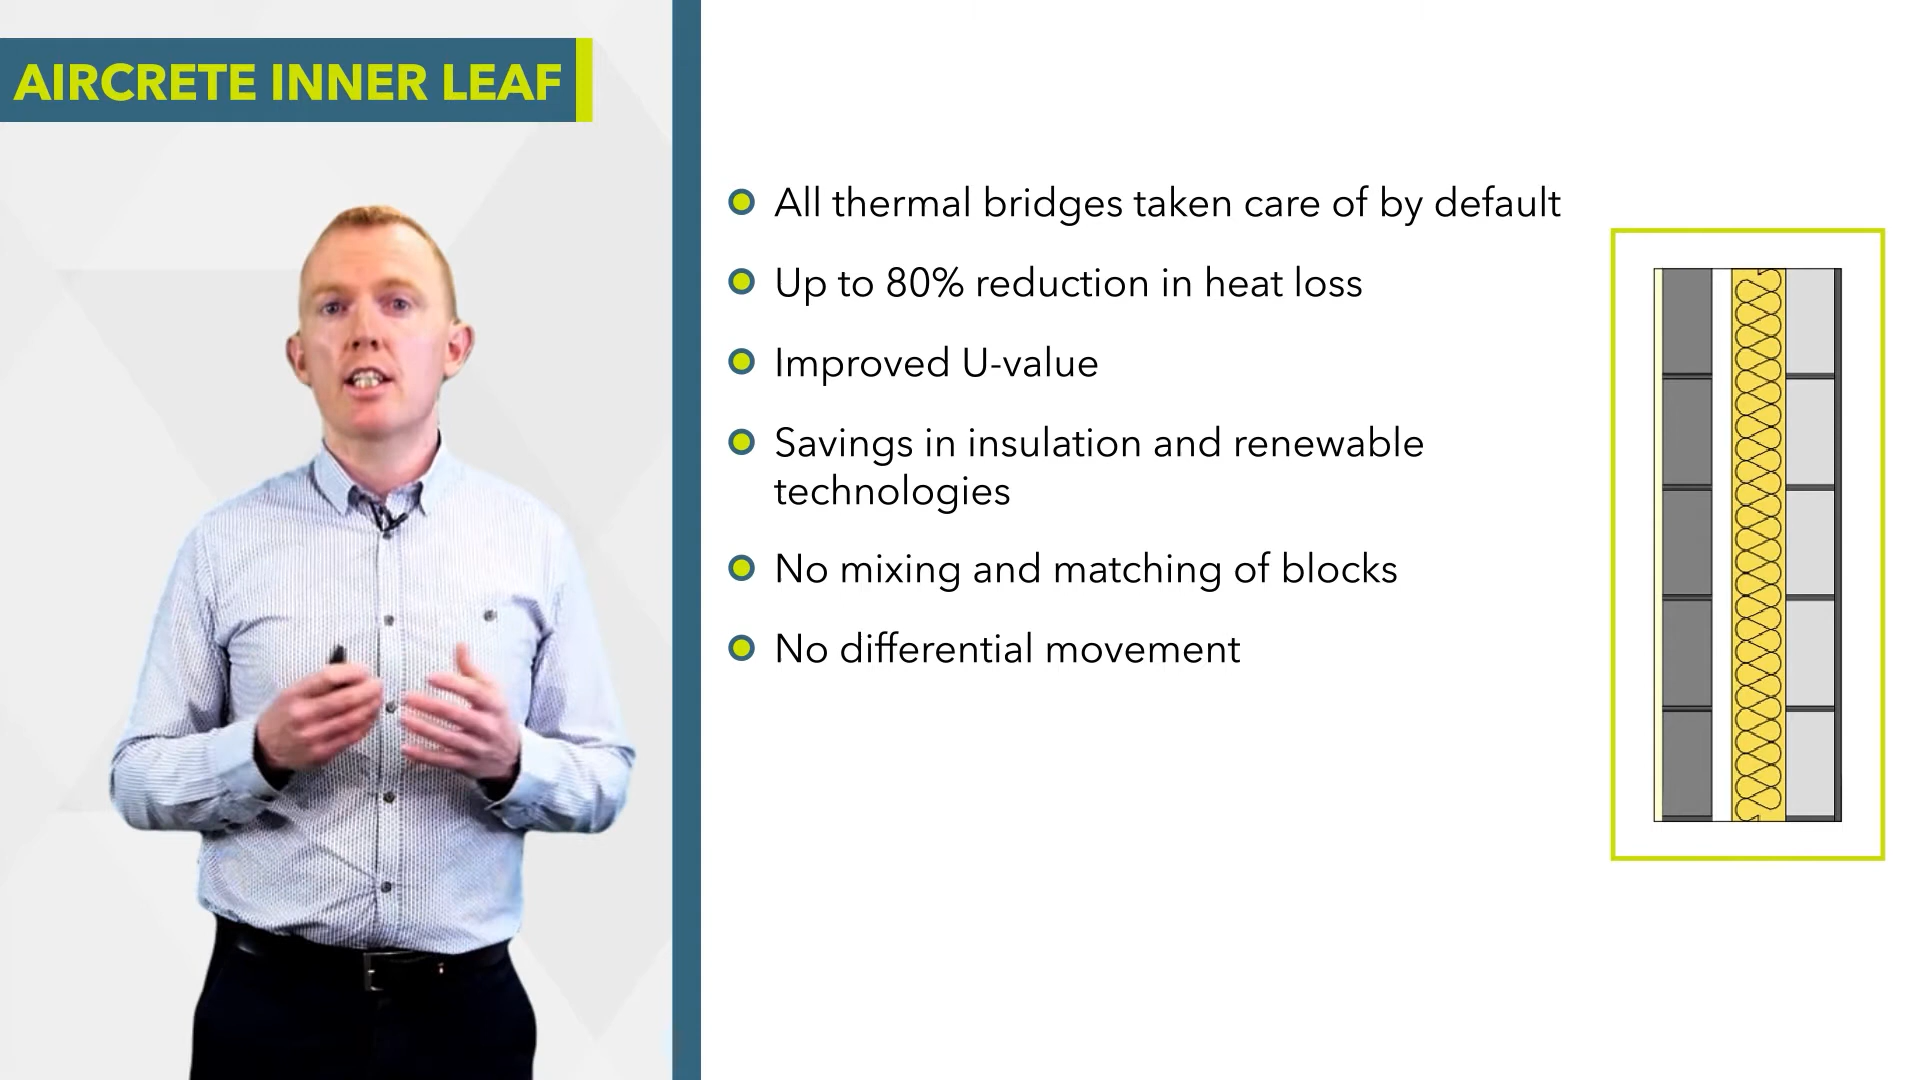 AIRCRETE INNER LEAF
All thermal bridges taken care of by default
Up to 80% reduction in heat loss
Improved U-value
Savings in insulation and renewable
technologies
No mixing and matching of blocks
No differential movement